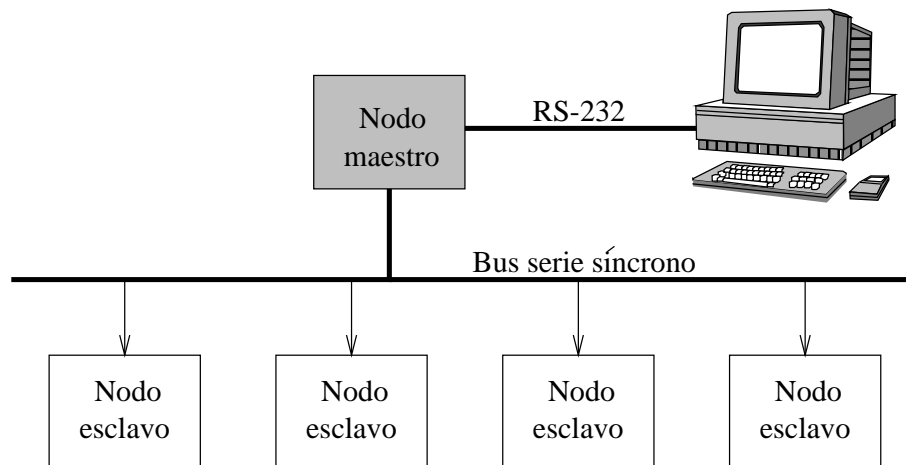 RS-232
Nodo
maestro
Bus serie síncrono
Nodo
esclavo
Nodo
esclavo
Nodo
esclavo
Nodo
esclavo